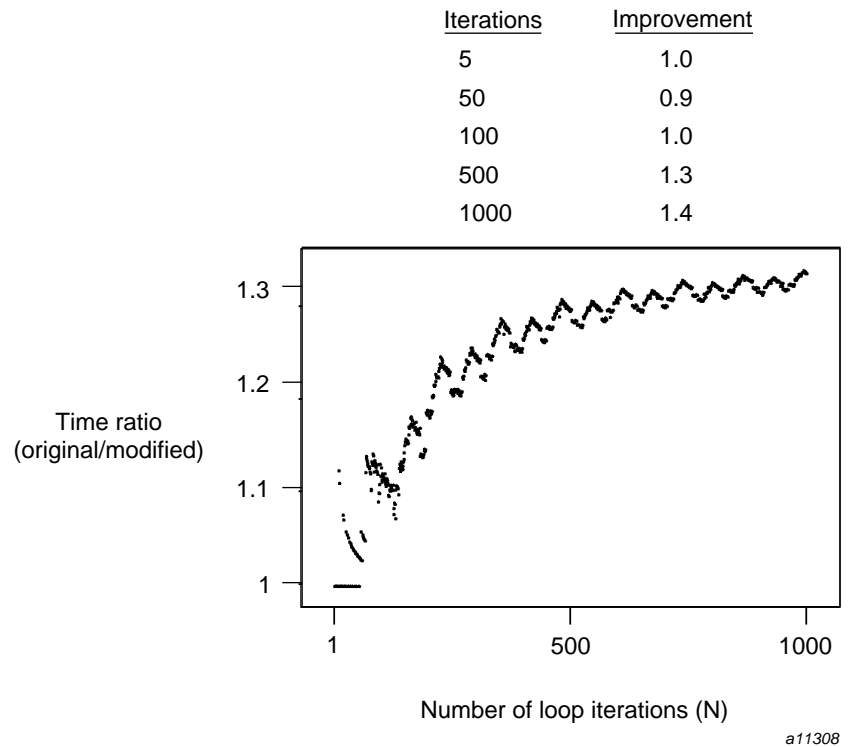 Iterations Improvement
5 1.0
50 0.9
100 1.0
500 1.3
1000 1.4
1.3
1.2
Time ratio
(original/modified)
1.1
1
1 500 1000
Number of loop iterations (N)
a11308